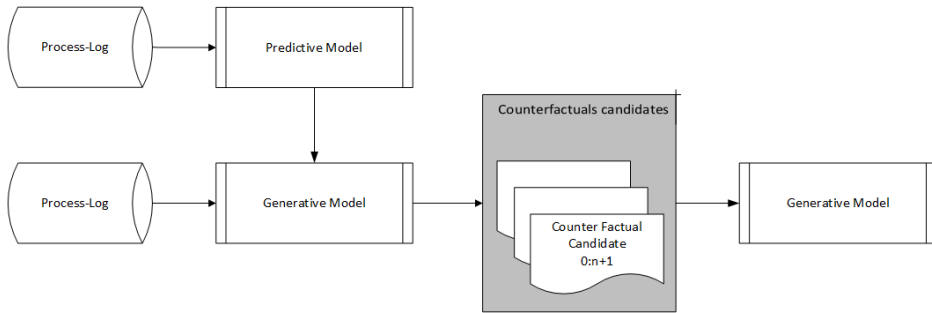 Process-Log
Predictive Model
Counterfactuals candidates
Process-Log
Generative Model
Counter Factual
Candidate
0:n+1
Generative Model